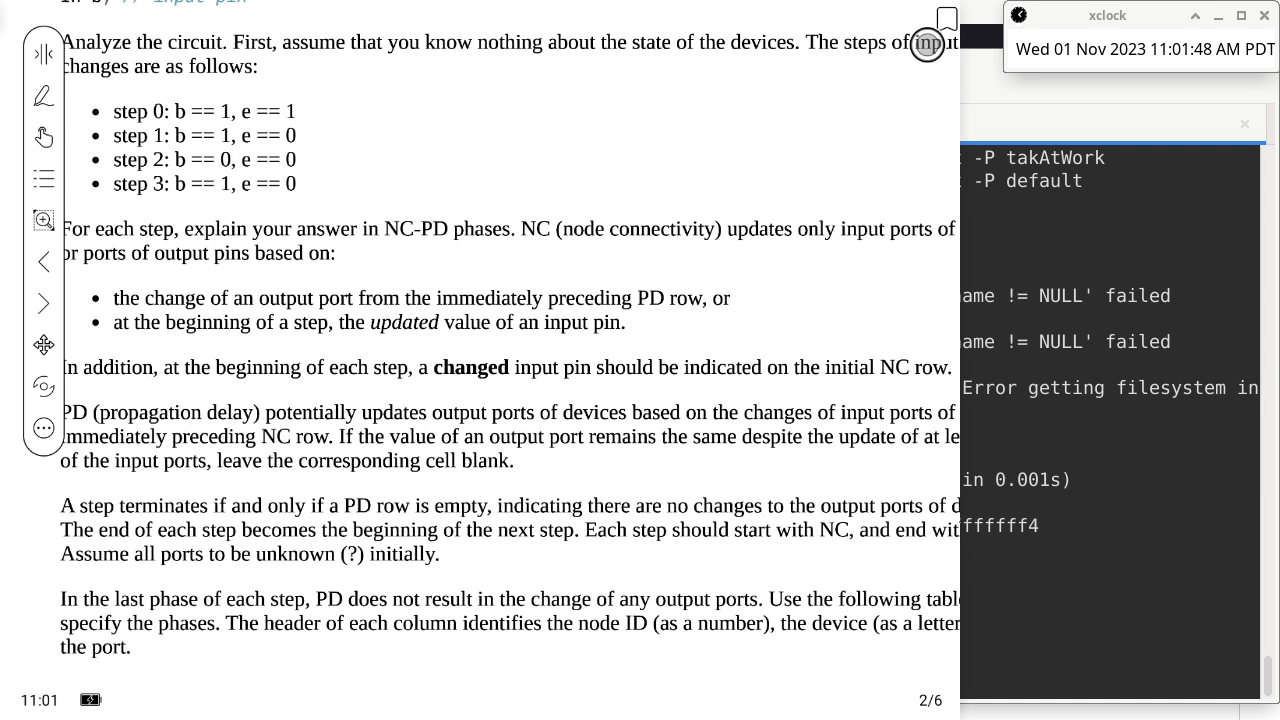 in b; // input pin
Analyze the circuit. First, assume that you know nothing about the state of the devices. The steps of input
changes are as follows:
• step 0: b == 1, e == 1
• step 1: b == 1, e == 0
• step 2: b == 0, e == 0
• step 3: b == 1, e == 0
For each step, explain your answer in NC-PD phases. NC (node connectivity) updates only input ports of
or ports of output pins based on:
• the change of an output port from the immediately preceding PD row, or
• at the beginning of a step, the updated value of an input pin.
In addition, at the beginning of each step, a changed input pin should be indicated on the initial NC row.
PD (propagation delay) potentially updates output ports of devices based on the changes of input ports of
immediately preceding NC row. If the value of an output port remains the same despite the update of at le
of the input ports, leave the corresponding cell blank.
A step terminates if and only if a PD row is empty, indicating there are no changes to the output ports of d
The end of each step becomes the beginning of the next step. Each step should start with NC, and end wit
Assume all ports to be unknown (?) initially.
In the last phase of each step, PD does not result in the change of any output ports. Use the following tabl
specify the phases. The header of each column identifies the node ID (as a number), the device (as a letter
the port.
11:01
2/6
xclock
Wed 01 Nov 2023 11:01:48 AM PDT
-P takAtWork
-P default
ame != NULL' failed
ame != NULL' failed
Error getting filesystem in
in 0.001s)
ffffff4